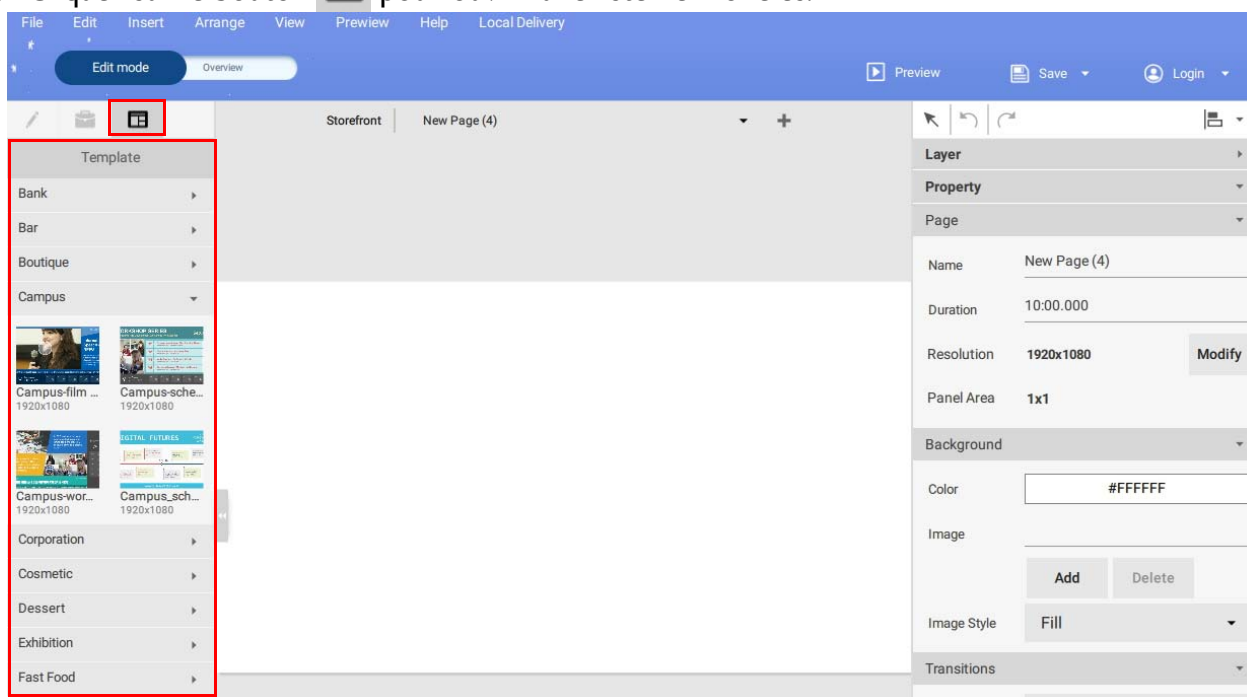 File Edit Insert Arrange View Prewiew Help Local Delivery
Edit mode Overview
Preview Save Login
Storefront New Page (4)
Template
Bank
Bar
Boutique
Campus
Campus-film ... Campus-sche...
1920x1080 1920x1080
DIGITAL FUTURES
Campus-wor... Campus_sch...
1920x1080 1920x1080
Corporation
Cosmetic
Dessert
Exhibition
Fast Food
Layer
Property
Page
Name New Page (4)
Duration 10:00.000
Resolution 1920x1080 Modify
Panel Area 1x1
Background
Color #FFFFFF
Image
Add Delete
Image Style Fill
Transitions